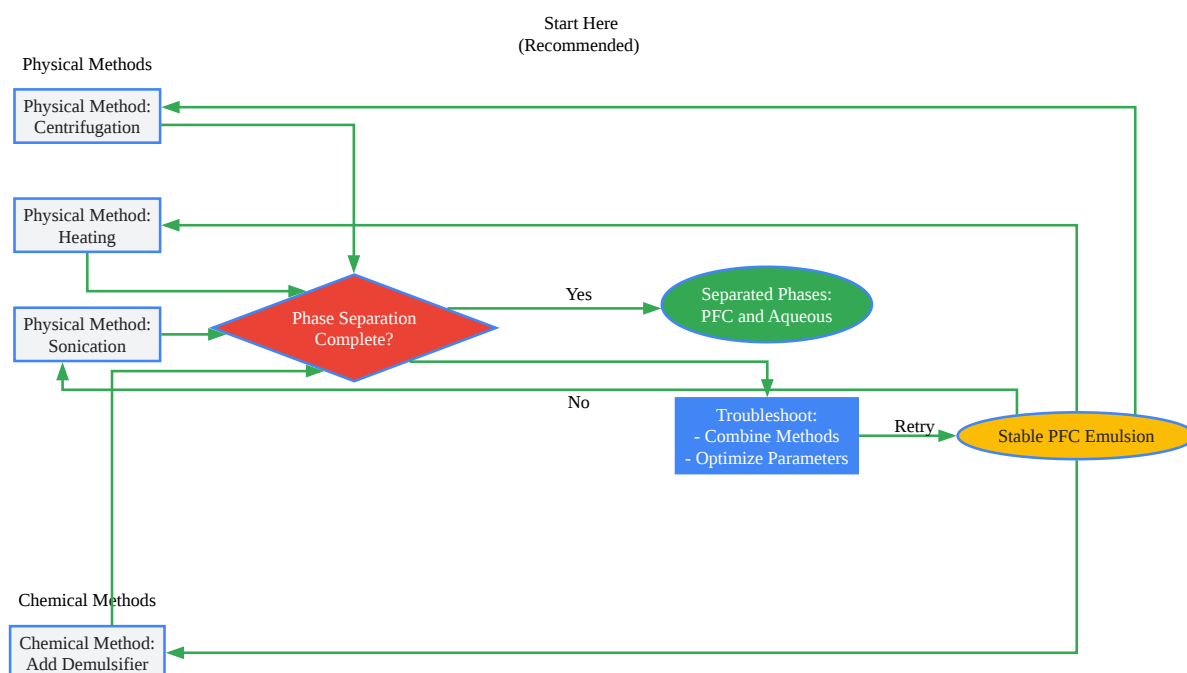 Start Here
(Recommended)
Physical Methods
Physical Method:
Centrifugation
Physical Method:
Heating
Physical Method:
Sonication
Phase Separation
Complete?
Yes
Separated Phases:
PFC and Aqueous
No
Troubleshoot:
- Combine Methods
- Optimize Parameters
Retry
Stable PFC Emulsion
Chemical Methods
Chemical Method:
Add Demulsifier